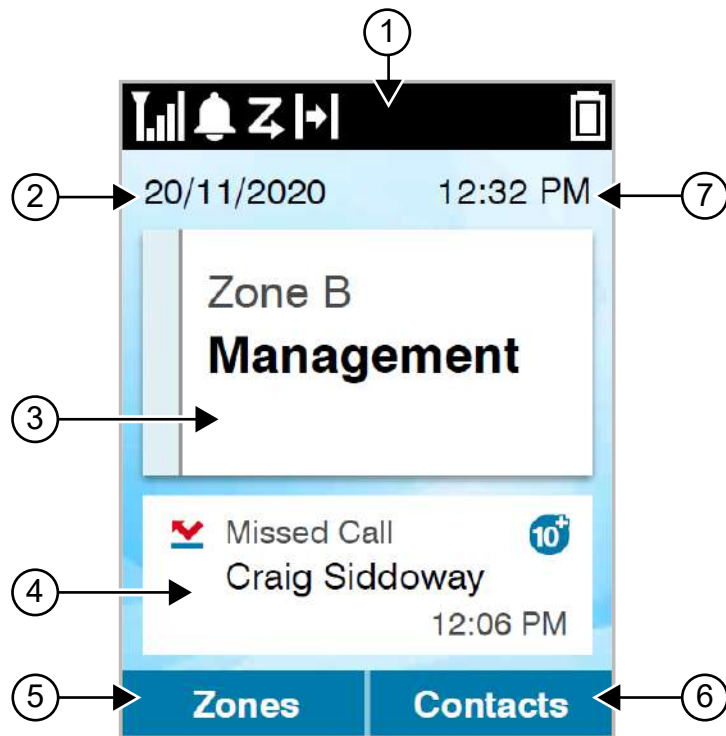 1
2
20/11/2020 12:32 PM
7
Zone B
Management
3
Missed Call 10+
Craig Siddoway
4
12:06 PM
5
Zones Contacts
6